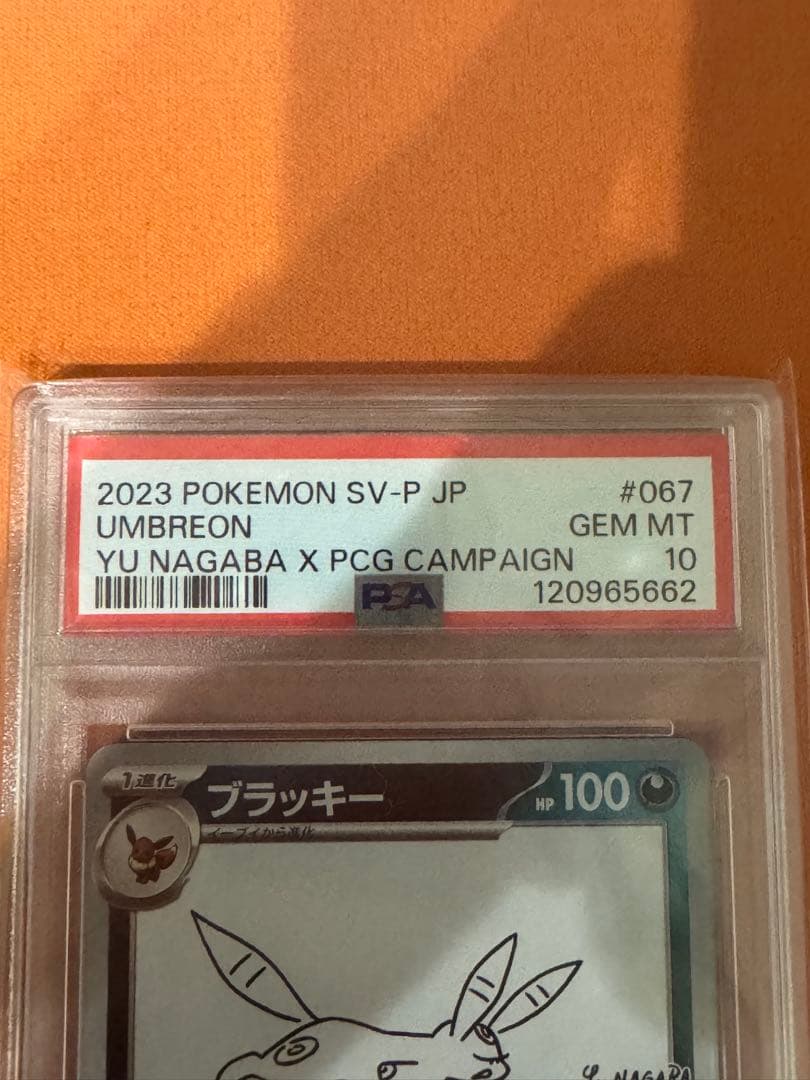 2023 POKEMON SV-P JP #067
UMBREON GEM MT
YU NAGABA X PCG CAMPAIGN 10
PSA 120965662
1進化 ブラッキー HP 100
イーブイから進化
Y. NAGABA